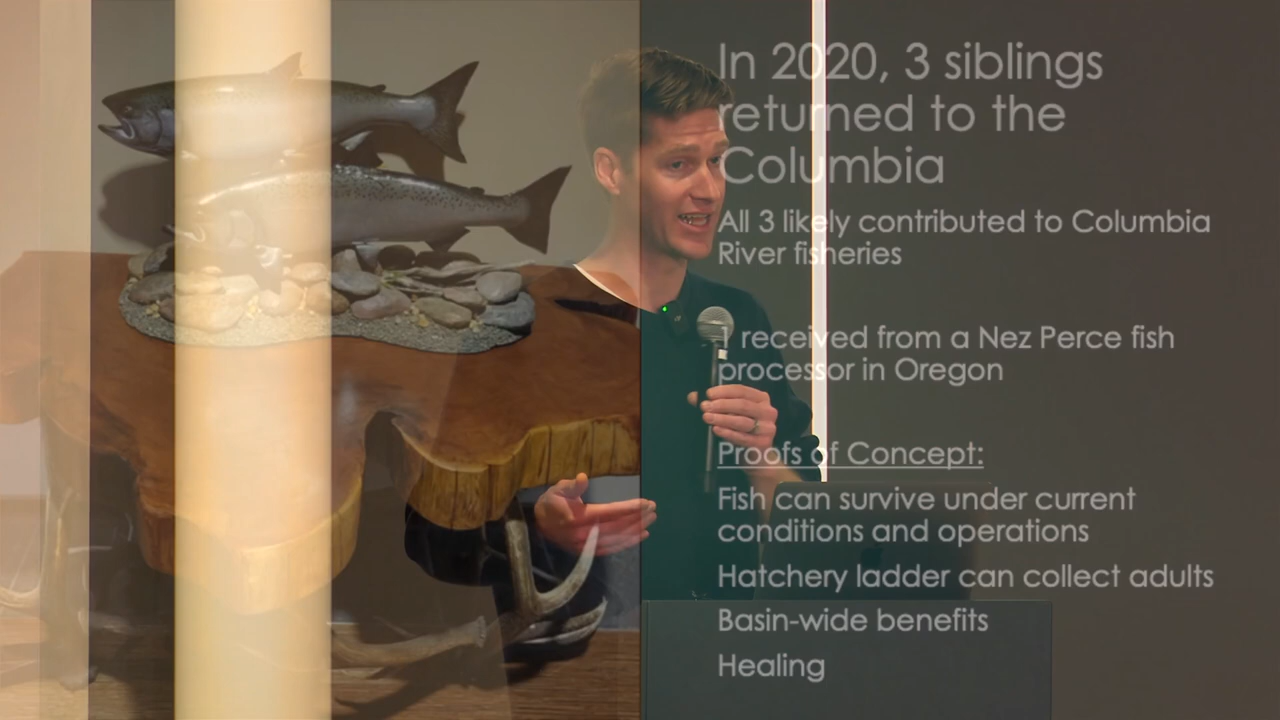 In 2020, 3 siblings
returned to the
Columbia
All 3 likely contributed to Columbia
River fisheries
received from a Nez Perce fish
processor in Oregon
Proofs of Concept:
Fish can survive under current
conditions and operations
Hatchery ladder can collect adults
Basin-wide benefits
Healing